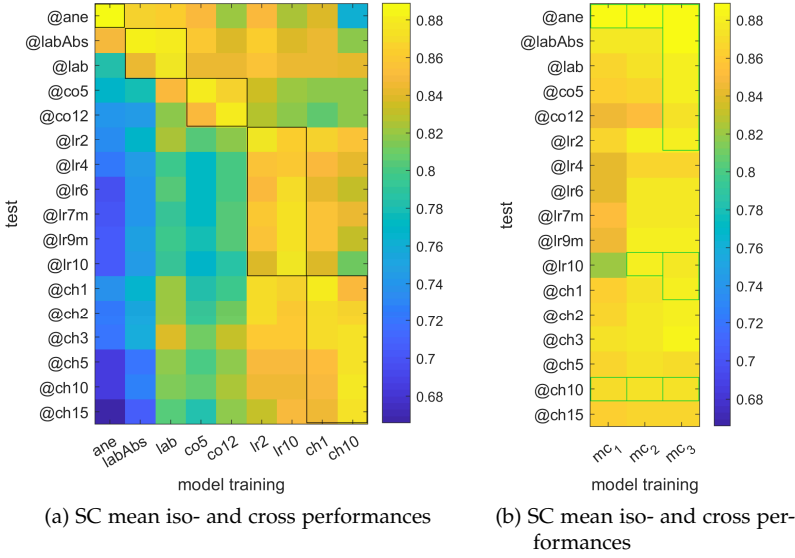 @ane
@labAbs
@lab
@co5
@co12
@lr2
@lr4
@lr6
@lr7m
@lr9m
@lr10
@ch1
@ch2
@ch3
@ch5
@ch10
@ch15
test
ane
labAbs
lab
co5
co12
lr2
lr10
ch1
ch10
model training
0.88
0.86
0.84
0.82
0.8
0.78
0.76
0.74
0.72
0.7
0.68
(a) SC mean iso- and cross performances
@ane
@labAbs
@lab
@co5
@co12
@lr2
@lr4
@lr6
@lr7m
@lr9m
@lr10
@ch1
@ch2
@ch3
@ch5
@ch10
@ch15
test
mc1
mc2
mc3
model training
0.88
0.86
0.84
0.82
0.8
0.78
0.76
0.74
0.72
0.7
0.68
(b) SC mean iso- and cross per-
formances